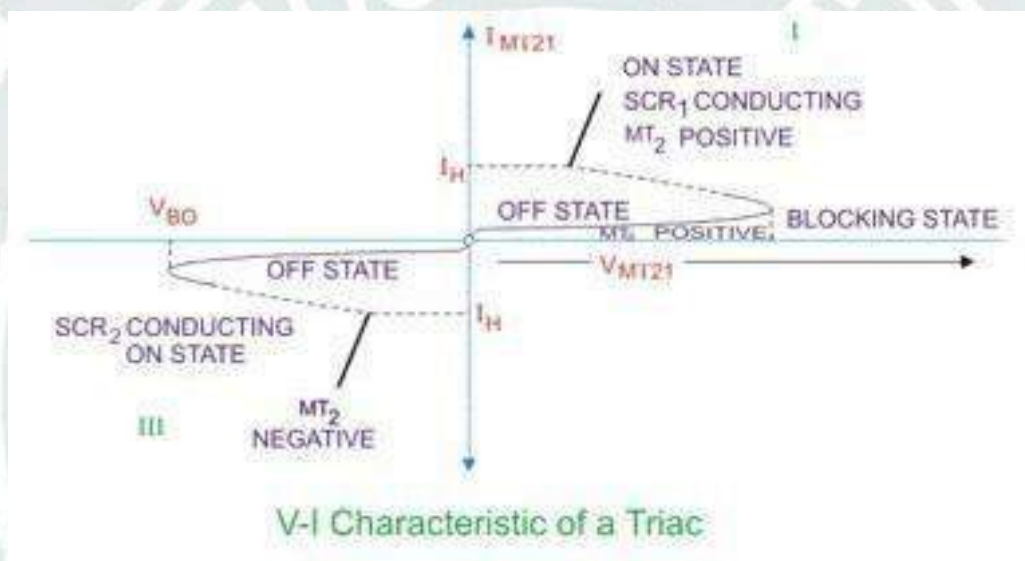 I
I MT21
ON STATE
SCR1 CONDUCTING
MT2 POSITIVE
IH
VBO
OFF STATE
BLOCKING STATE
POSITIVE
OFF STATE
VMT21
IH
SCR2 CONDUCTING
ON STATE
MT2
NEGATIVE
III
V-I Characteristic of a Triac